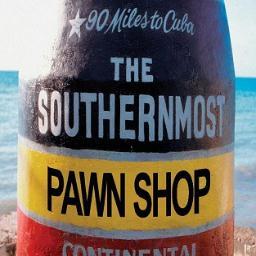 90 Miles to Cuba
THE
SOUTHERNMOST
PAWN SHOP
CONTINENTAL